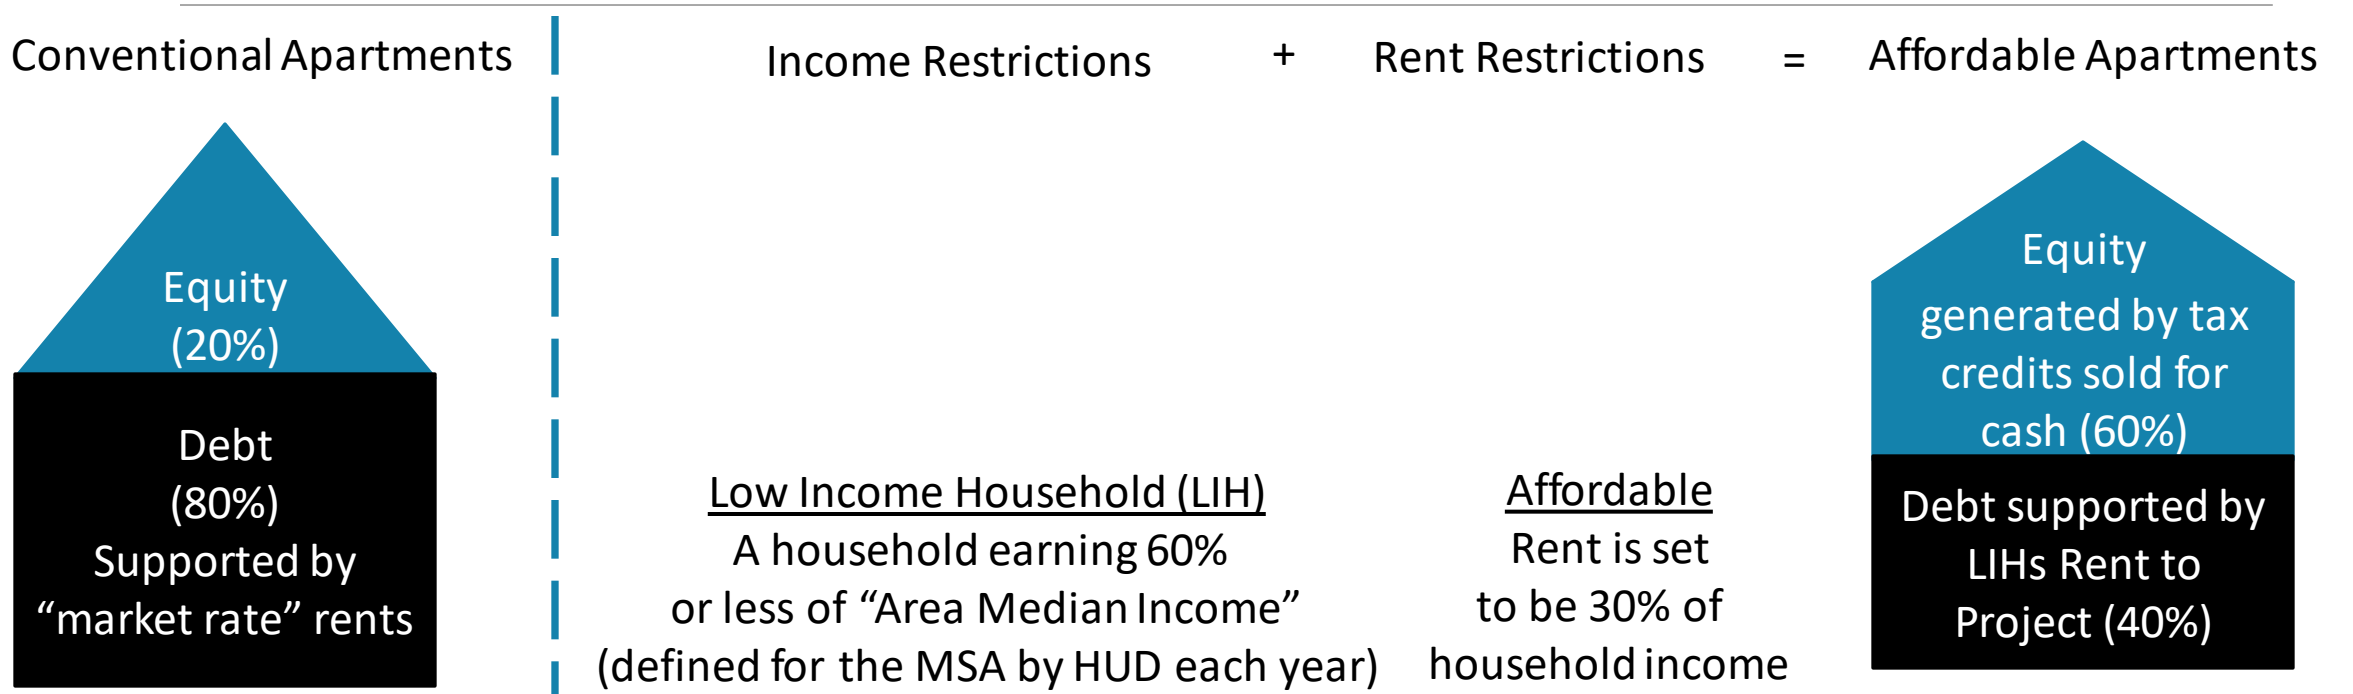 Conventional Apartments
Equity
(20%)
Debt
(80%)
Supported by
“market rate” rents
Income Restrictions + Rent Restrictions = Affordable Apartments
Low Income Household (LIH)
A household earning 60%
or less of “Area Median Income”
(defined for the MSA by HUD each year)
Affordable
Rent is set
to be 30% of
household income
Equity
generated by tax
credits sold for
cash (60%)
Debt supported by
LIHs Rent to
Project (40%)